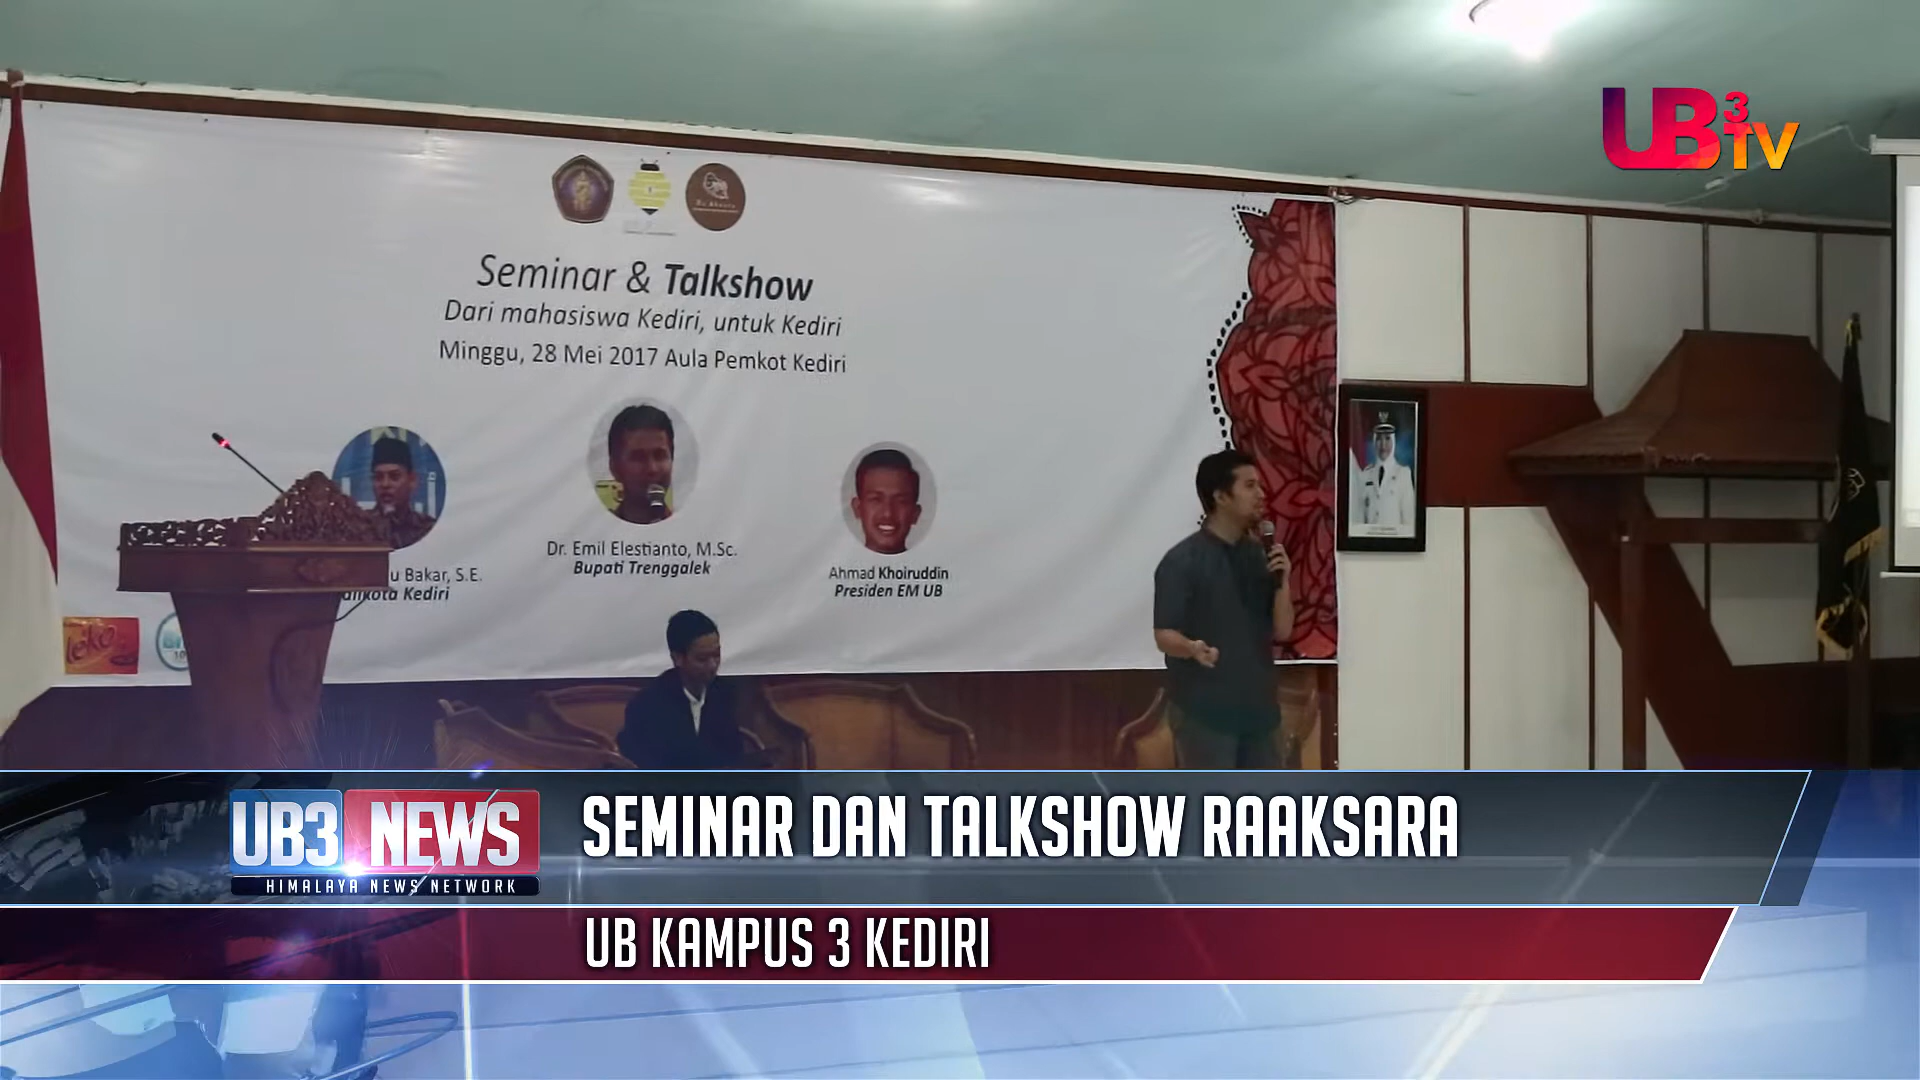 UB3TV
Seminar & Talkshow
Dari mahasiswa Kediri, untuk Kediri
Minggu, 28 Mei 2017 Aula Pemkot Kediri
Bakar, S.E.
Kediri
Dr. Emil Elestianto, M.Sc.
Bupati Trenggalek
Ahmad Khoiruddin
Presiden EM UB
UB3 NEWS
HIMALAYA NEWS NETWORK
SEMINAR DAN TALKSHOW RAAKSARA
UB KAMPUS 3 KEDIRI